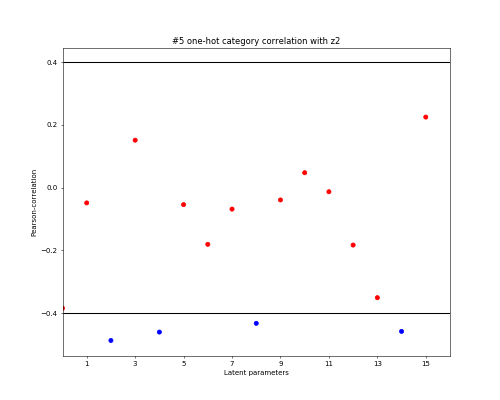 #5 one-hot category correlation with z2
0.4
0.2
0.0
−0.2
−0.4
Pearson-correlation
1 3 5 7 9 11 13 15
Latent parameters